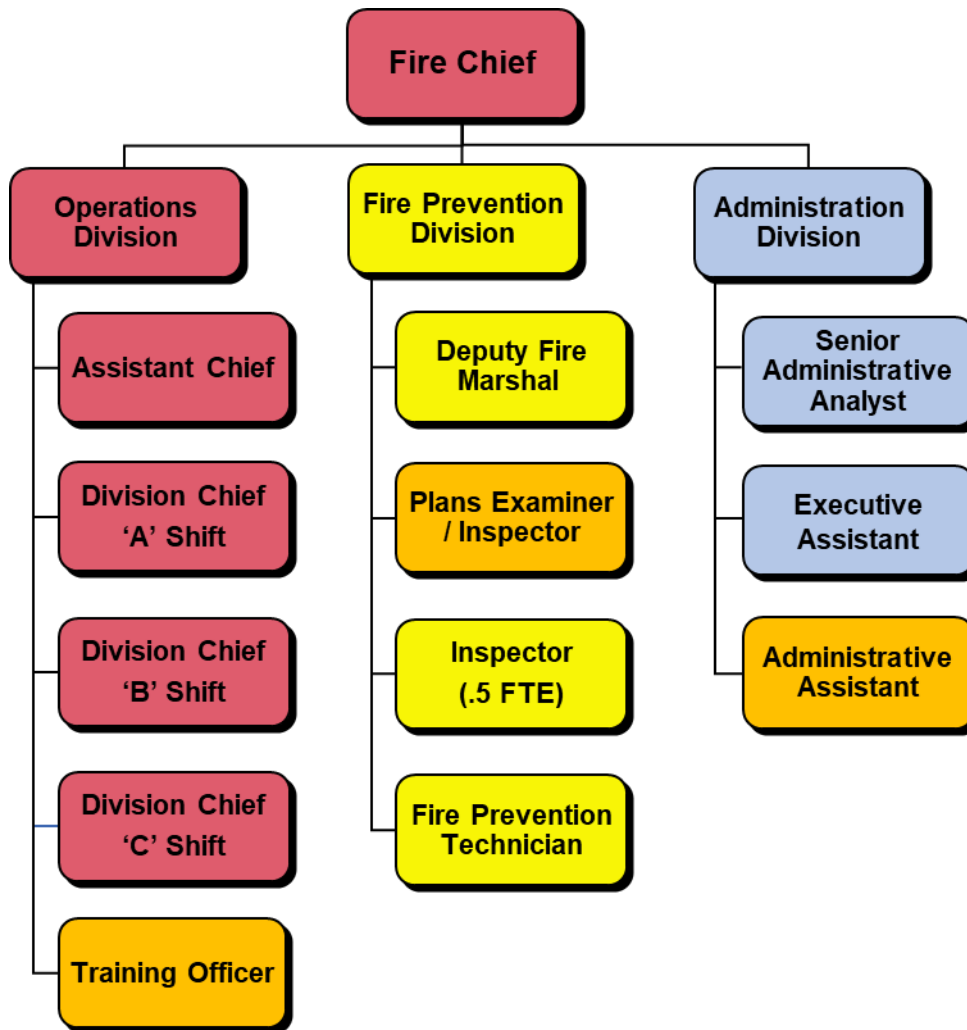 Fire Chief
Operations
Division
Fire Prevention
Division
Administration
Division
Assistant Chief
Division Chief
‘A’ Shift
Division Chief
‘B’ Shift
Division Chief
‘C’ Shift
Training Officer
Deputy Fire
Marshal
Plans Examiner
/ Inspector
Inspector
(.5 FTE)
Fire Prevention
Technician
Senior
Administrative
Analyst
Executive
Assistant
Administrative
Assistant